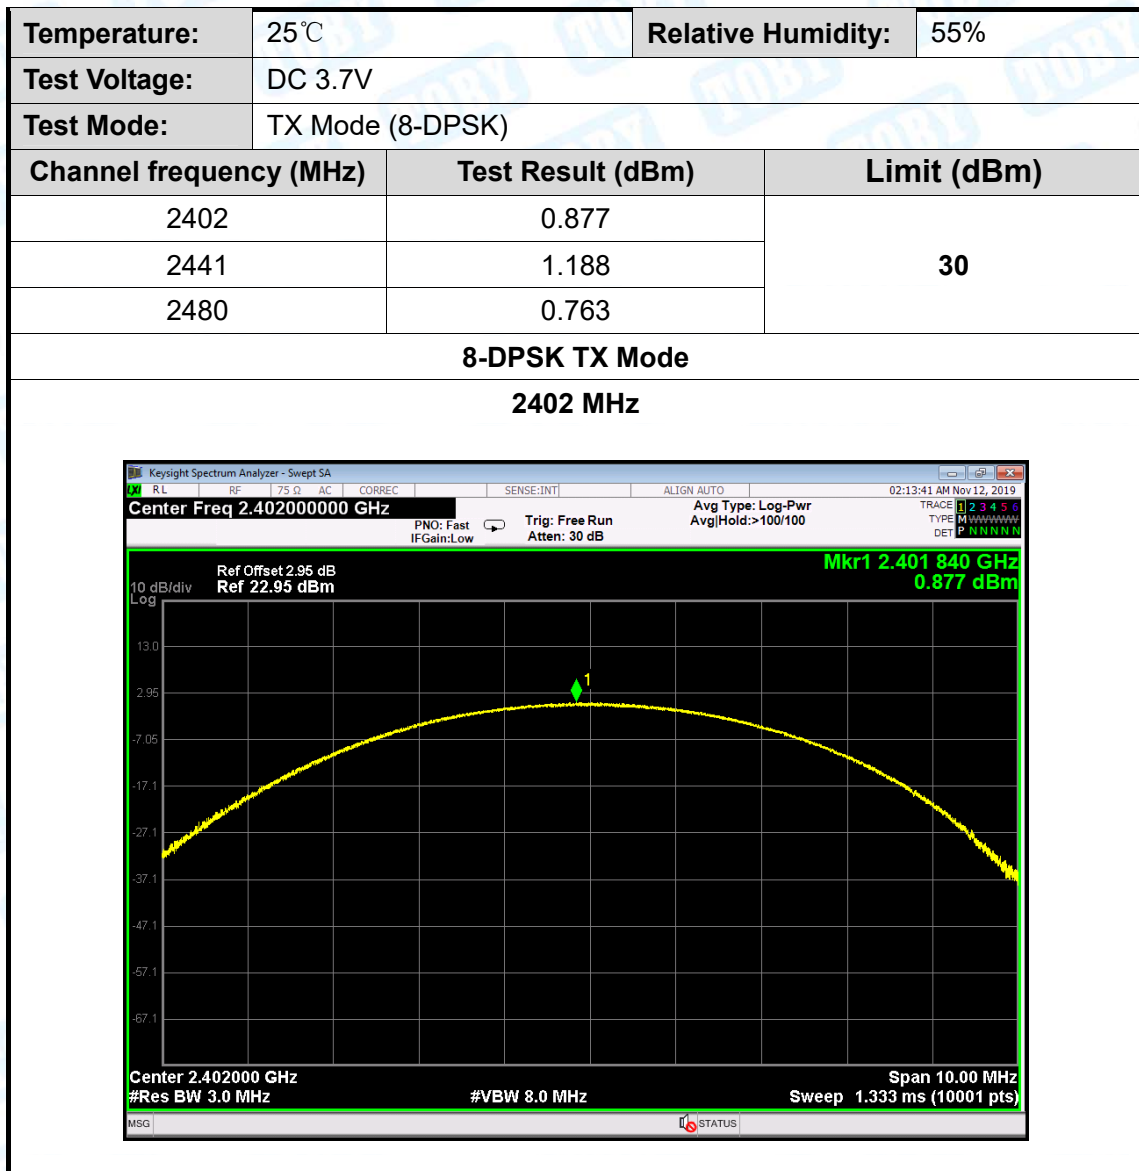 Temperature: 25℃ Relative Humidity: 55%
Test Voltage: DC 3.7V
Test Mode: TX Mode (8-DPSK)
Channel frequency (MHz) Test Result (dBm) Limit (dBm)
2402 0.877
2441 1.188 30
2480 0.763
8-DPSK TX Mode
2402 MHz
Keysight Spectrum Analyzer - Swept SA
LXI RL RF 75 Ω AC CORREC SENSE:INT ALIGN AUTO 02:13:41 AM Nov 12, 2019
Center Freq 2.402000000 GHz Avg Type: Log-Pwr TRACE 1 2 3 4 5 6
PNO: Fast Trig: Free Run Avg|Hold:>100/100 TYPE M WWWWW
IFGain:Low Atten: 30 dB DET P N N N N N
Mkr1 2.401 840 GHz
Ref Offset 2.95 dB
10 dB/div Ref 22.95 dBm 0.877 dBm
Log
1
13.0
2.95
-7.05
-17.1
-27.1
-37.1
-47.1
-57.1
-67.1
Center 2.402000 GHz Span 10.00 MHz
#Res BW 3.0 MHz #VBW 8.0 MHz Sweep 1.333 ms (10001 pts)
MSG STATUS
TOBY
TOBY
TOBY
TOBY
TOBY
TOBY